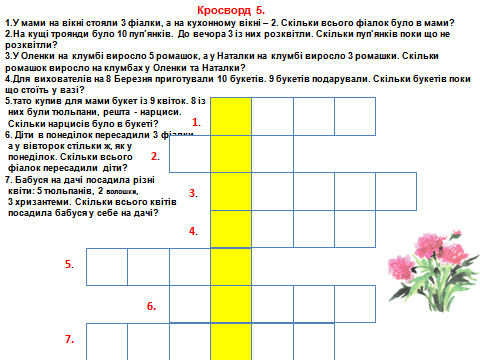 Кросворд 5.
1.У мами на вікні стояли 3 фіалки, а на кухонному вікні – 2. Скільки всього фіалок було в мами?
2.На кущі троянди було 10 пуп'янків. До вечора 3 із них розквітли. Скільки пуп'янків поки що не
розквітли?
3.У Оленки на клумбі виросло 5 ромашок, а у Наталки на клумбі виросло 3 ромашки. Скільки
ромашок виросло на клумбах у Оленки та Наталки?
4.Для вихователів на 8 Березня приготували 10 букетів. 9 букетів подарували. Скільки букетів поки
що стоїть у вазі?
5.тато купив для мами букет із 9 квіток. 8 із
них були тюльпани, решта - нарциси.
Скільки нарцисів було в букеті?
1.
6. Діти в понеділок пересадили 3 фіалки
а у вівторок стільки ж, як у
понеділок. Скільки всього
2.
фіалок пересадили діти?
7. Бабуся на дачі посадила різні
квіти: 5 тюльпанів, 2 волошки,
3.
3 хризантеми. Скільки всього квітів
посадила бабуся у себе на дачі?
4.
5.
6.
7.